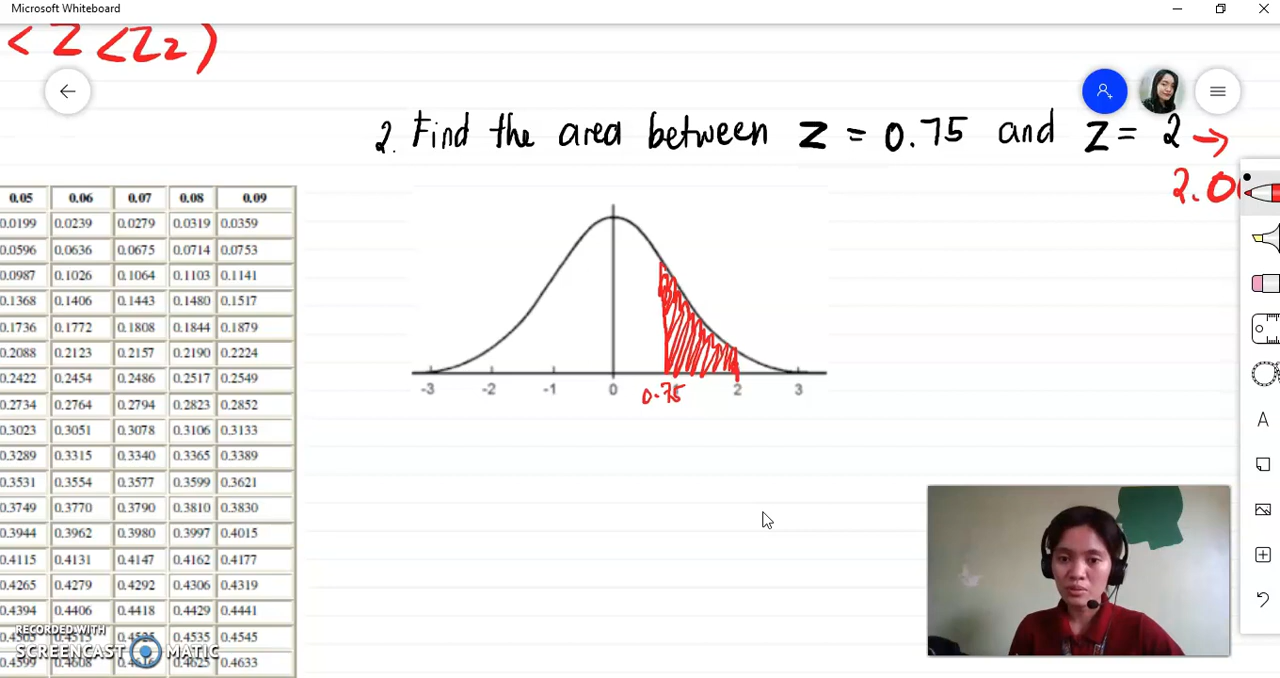 Microsoft Whiteboard
< Z < Z2)
2. Find the area between Z = 0.75 and Z = 2 →
2.0
0.05 0.06 0.07 0.08 0.09
0.0199 0.0239 0.0279 0.0319 0.0359
0.0596 0.0636 0.0675 0.0714 0.0753
0.0987 0.1026 0.1064 0.1103 0.1141
0.1368 0.1406 0.1443 0.1480 0.1517
0.1736 0.1772 0.1808 0.1844 0.1879
0.2088 0.2123 0.2157 0.2190 0.2224
0.2422 0.2454 0.2486 0.2517 0.2549
0.2734 0.2764 0.2794 0.2823 0.2852
0.3023 0.3051 0.3078 0.3106 0.3133
0.3289 0.3315 0.3340 0.3365 0.3389
0.3531 0.3554 0.3577 0.3599 0.3621
0.3749 0.3770 0.3790 0.3810 0.3830
0.3944 0.3962 0.3980 0.3997 0.4015
0.4115 0.4131 0.4147 0.4162 0.4177
0.4265 0.4279 0.4292 0.4306 0.4319
0.4394 0.4406 0.4418 0.4429 0.4441
0.4535 0.4545
0.4625 0.4633
-3 -2 -1 0 2 3
0.75
RECORDED WITH
SCREENCAST MATIC
A